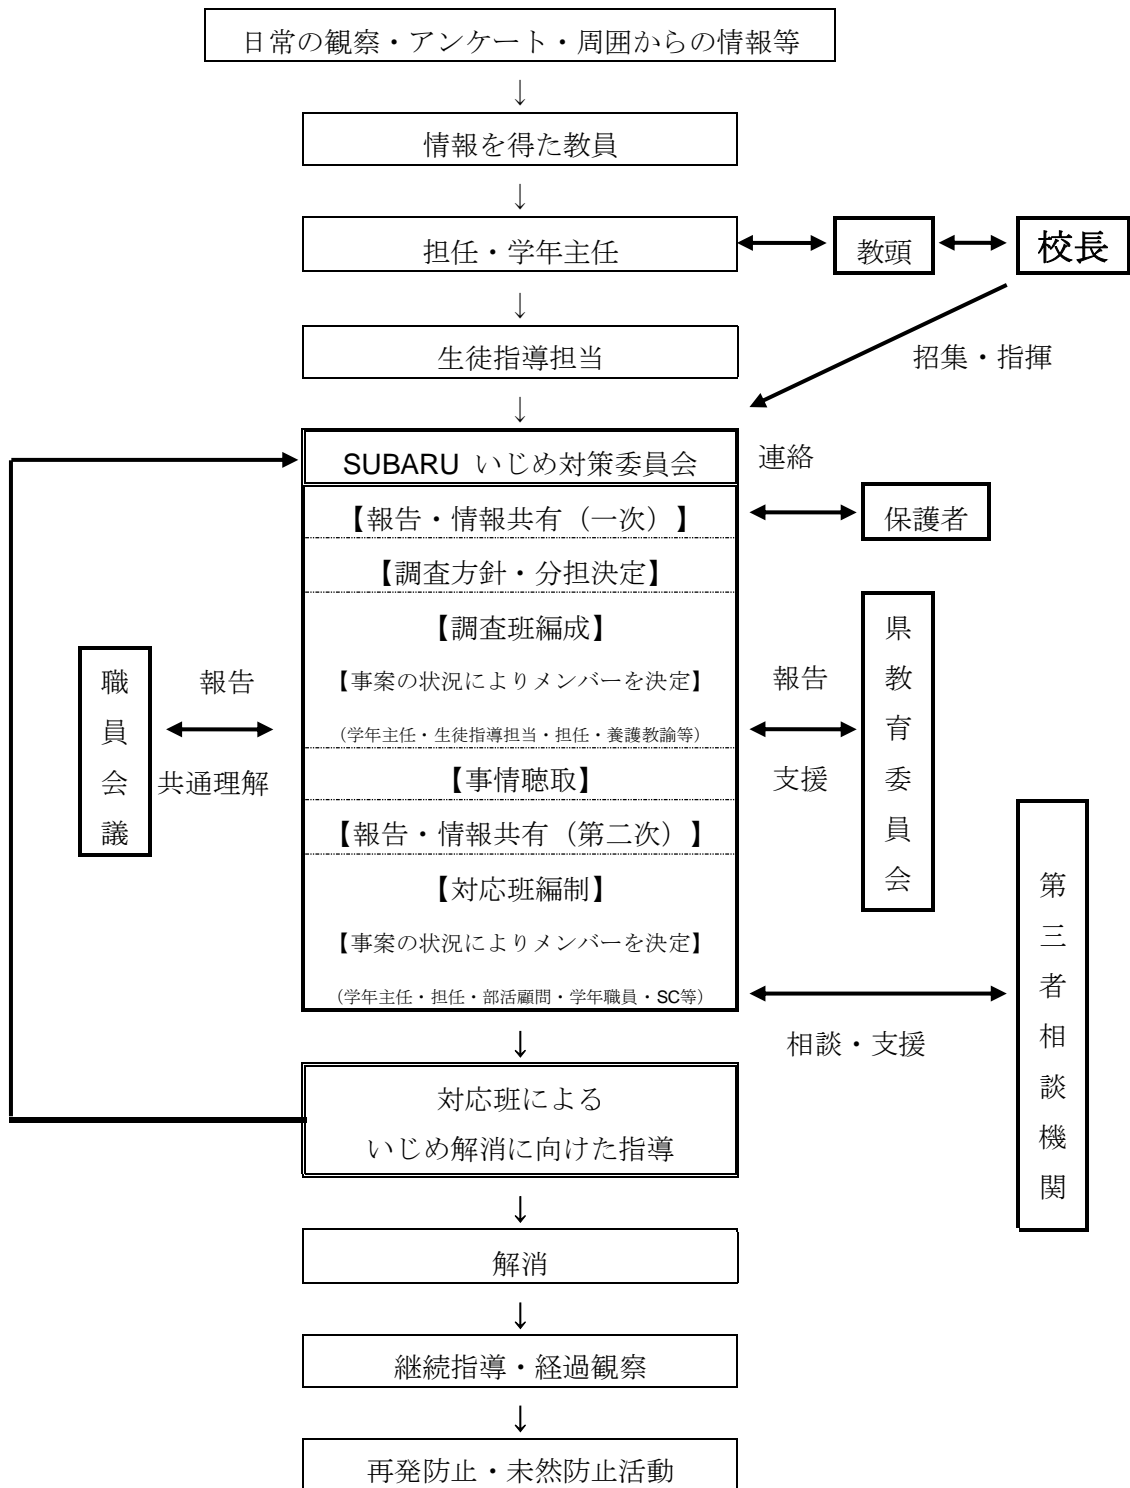 日常の観察・アンケート・周囲からの情報等
↓
情報を得た教員
↓
担任・学年主任
教頭
校長
↓
生徒指導担当
招集・指揮
↓
SUBARU いじめ対策委員会
連絡
【報告・情報共有（一次）】
保護者
【調査方針・分担決定】
【調査班編成】
【事案の状況によりメンバーを決定】
(学年主任・生徒指導担当・担任・養護教諭等)
職員会議
報告
共通理解
報告
支援
県教育委員会
【事情聴取】
【報告・情報共有（第二次）】
【対応班編制】
【事案の状況によりメンバーを決定】
(学年主任・担任・部活顧問・学年職員・SC等)
相談・支援
第三者相談機関
↓
対応班による
いじめ解消に向けた指導
↓
解消
↓
継続指導・経過観察
↓
再発防止・未然防止活動